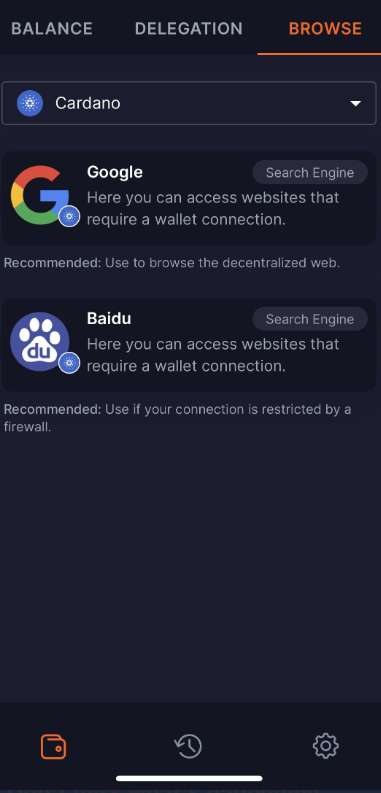 BALANCE DELEGATION BROWSE
Cardano
Google Search Engine
Here you can access websites that
require a wallet connection.
Recommended: Use to browse the decentralized web.
du
Baidu Search Engine
Here you can access websites that
require a wallet connection.
Recommended: Use if your connection is restricted by a
firewall.